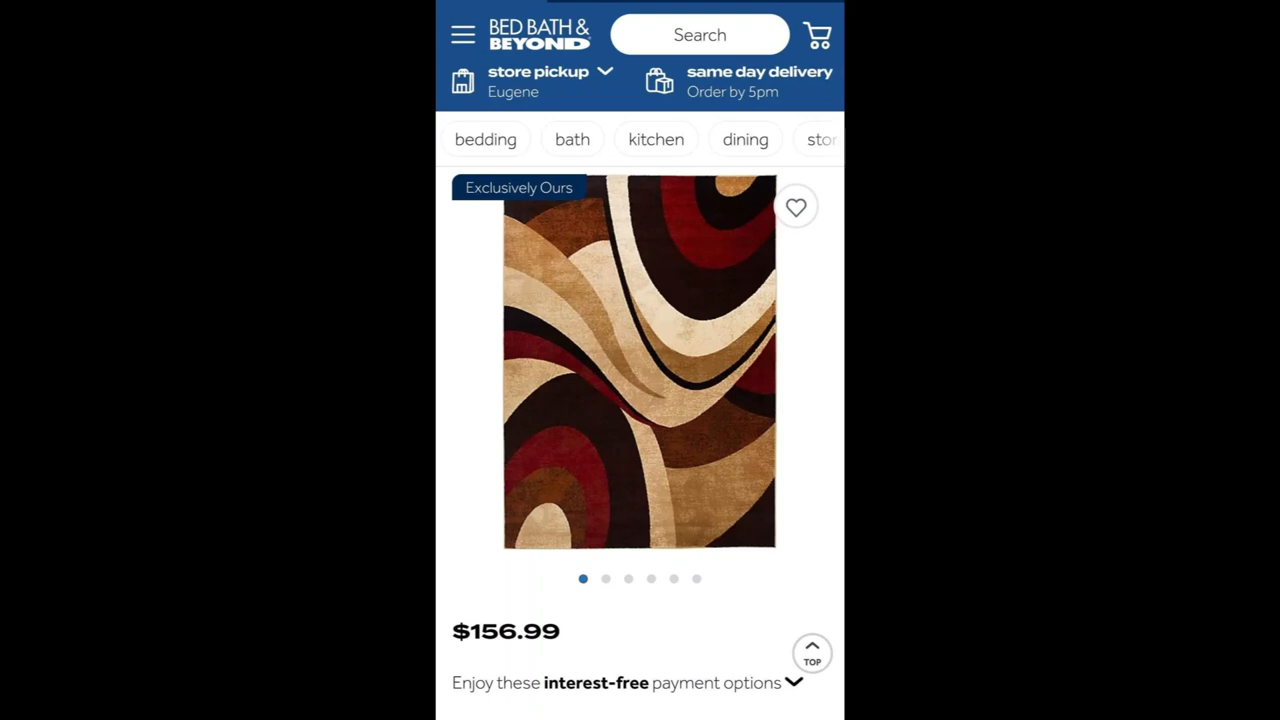 BED BATH &
BEYOND
Search
store pickup
Eugene
same day delivery
Order by 5pm
bedding
bath
kitchen
dining
stor
Exclusively Ours
$156.99
TOP
Enjoy these interest-free payment options